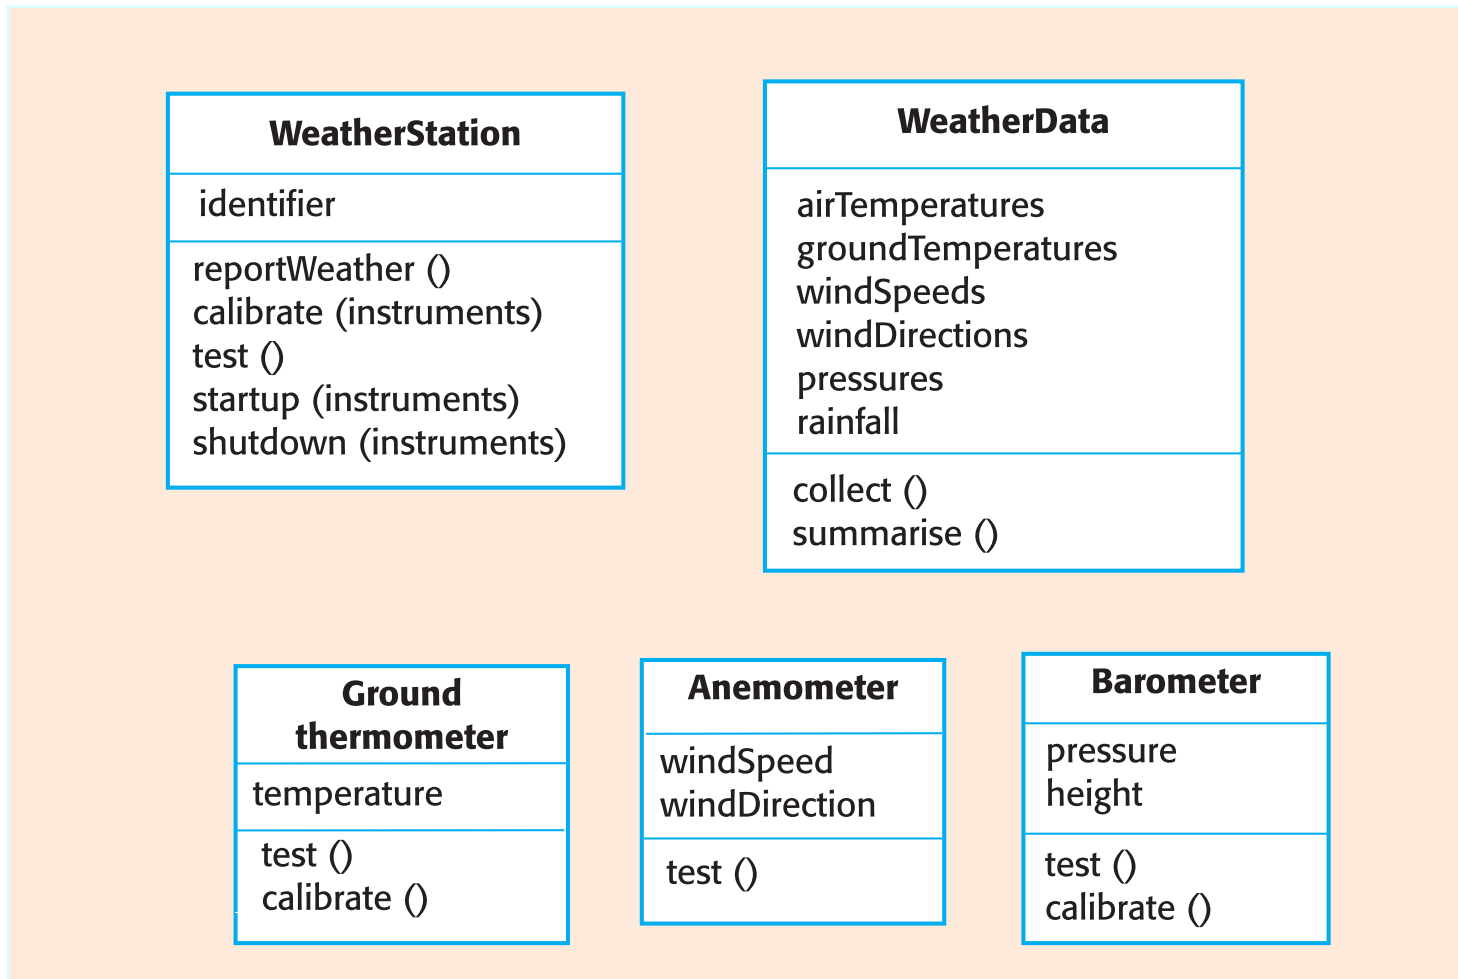 WeatherStation
identifier
reportWeather ()
calibrate (instruments)
test ()
startup (instruments)
shutdown (instruments)
WeatherData
airTemperatures
groundTemperatures
windSpeeds
windDirections
pressures
rainfall
collect ()
summarise ()
Ground
thermometer
temperature
test ()
calibrate ()
Anemometer
windSpeed
windDirection
test ()
Barometer
pressure
height
test ()
calibrate ()